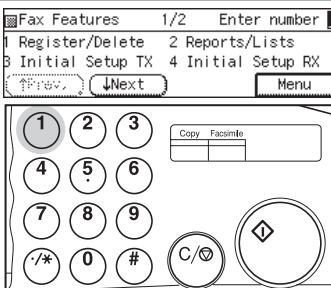 Fax Features 1/2 Enter number
1 Register/Delete 2 Reports/Lists
3 Initial Setup TX 4 Initial Setup RX
↑Prev. ↓Next Menu
1 2 3
Copy Facsimile
4 5 6
7 8 9
·/* 0 # C/